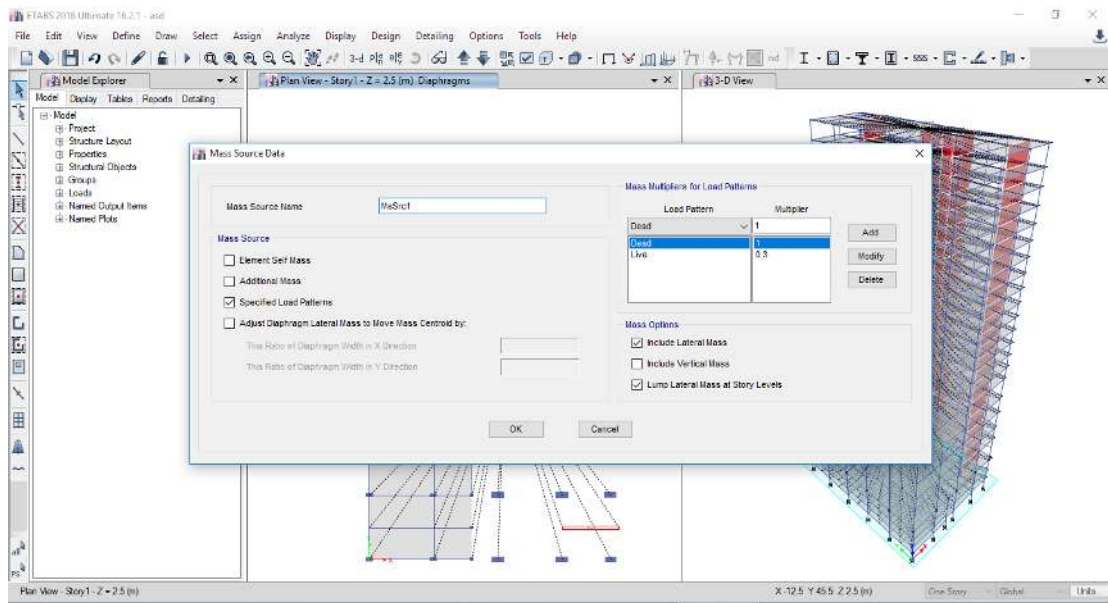 ETABS 2016 Ultimate 16.2.1 - asd
File Edit View Define Draw Select Assign Analyze Display Design Detailing Options Tools Help
3-d
Model Explorer
Plan View - Story1 - Z = 2.5 (m) Diaphragms
3-D View
Model Display Tables Reports Detailing
Model
Project
Structure Layout
Properties
Structural Objects
Groups
Loads
Named Output Items
Named Plots
Mass Source Data
Mass Source Name MsSrc1
Mass Source
Element Self Mass
Additional Mass
Specified Load Patterns
Adjust Diaphragm Lateral Mass to Move Mass Centroid by:
This Ratio of Diaphragm Width in X Direction
This Ratio of Diaphragm Width in Y Direction
Mass Multipliers for Load Patterns
Load Pattern Multiplier
Dead 1
Dead 1
Live 0.3
Add
Modify
Delete
Mass Options
Include Lateral Mass
Include Vertical Mass
Lump Lateral Mass at Story Levels
OK Cancel
Plan View - Story1 - Z = 2.5 (m)
X -12.5 Y 45.5 Z 2.5 (m)
One Story Global Units